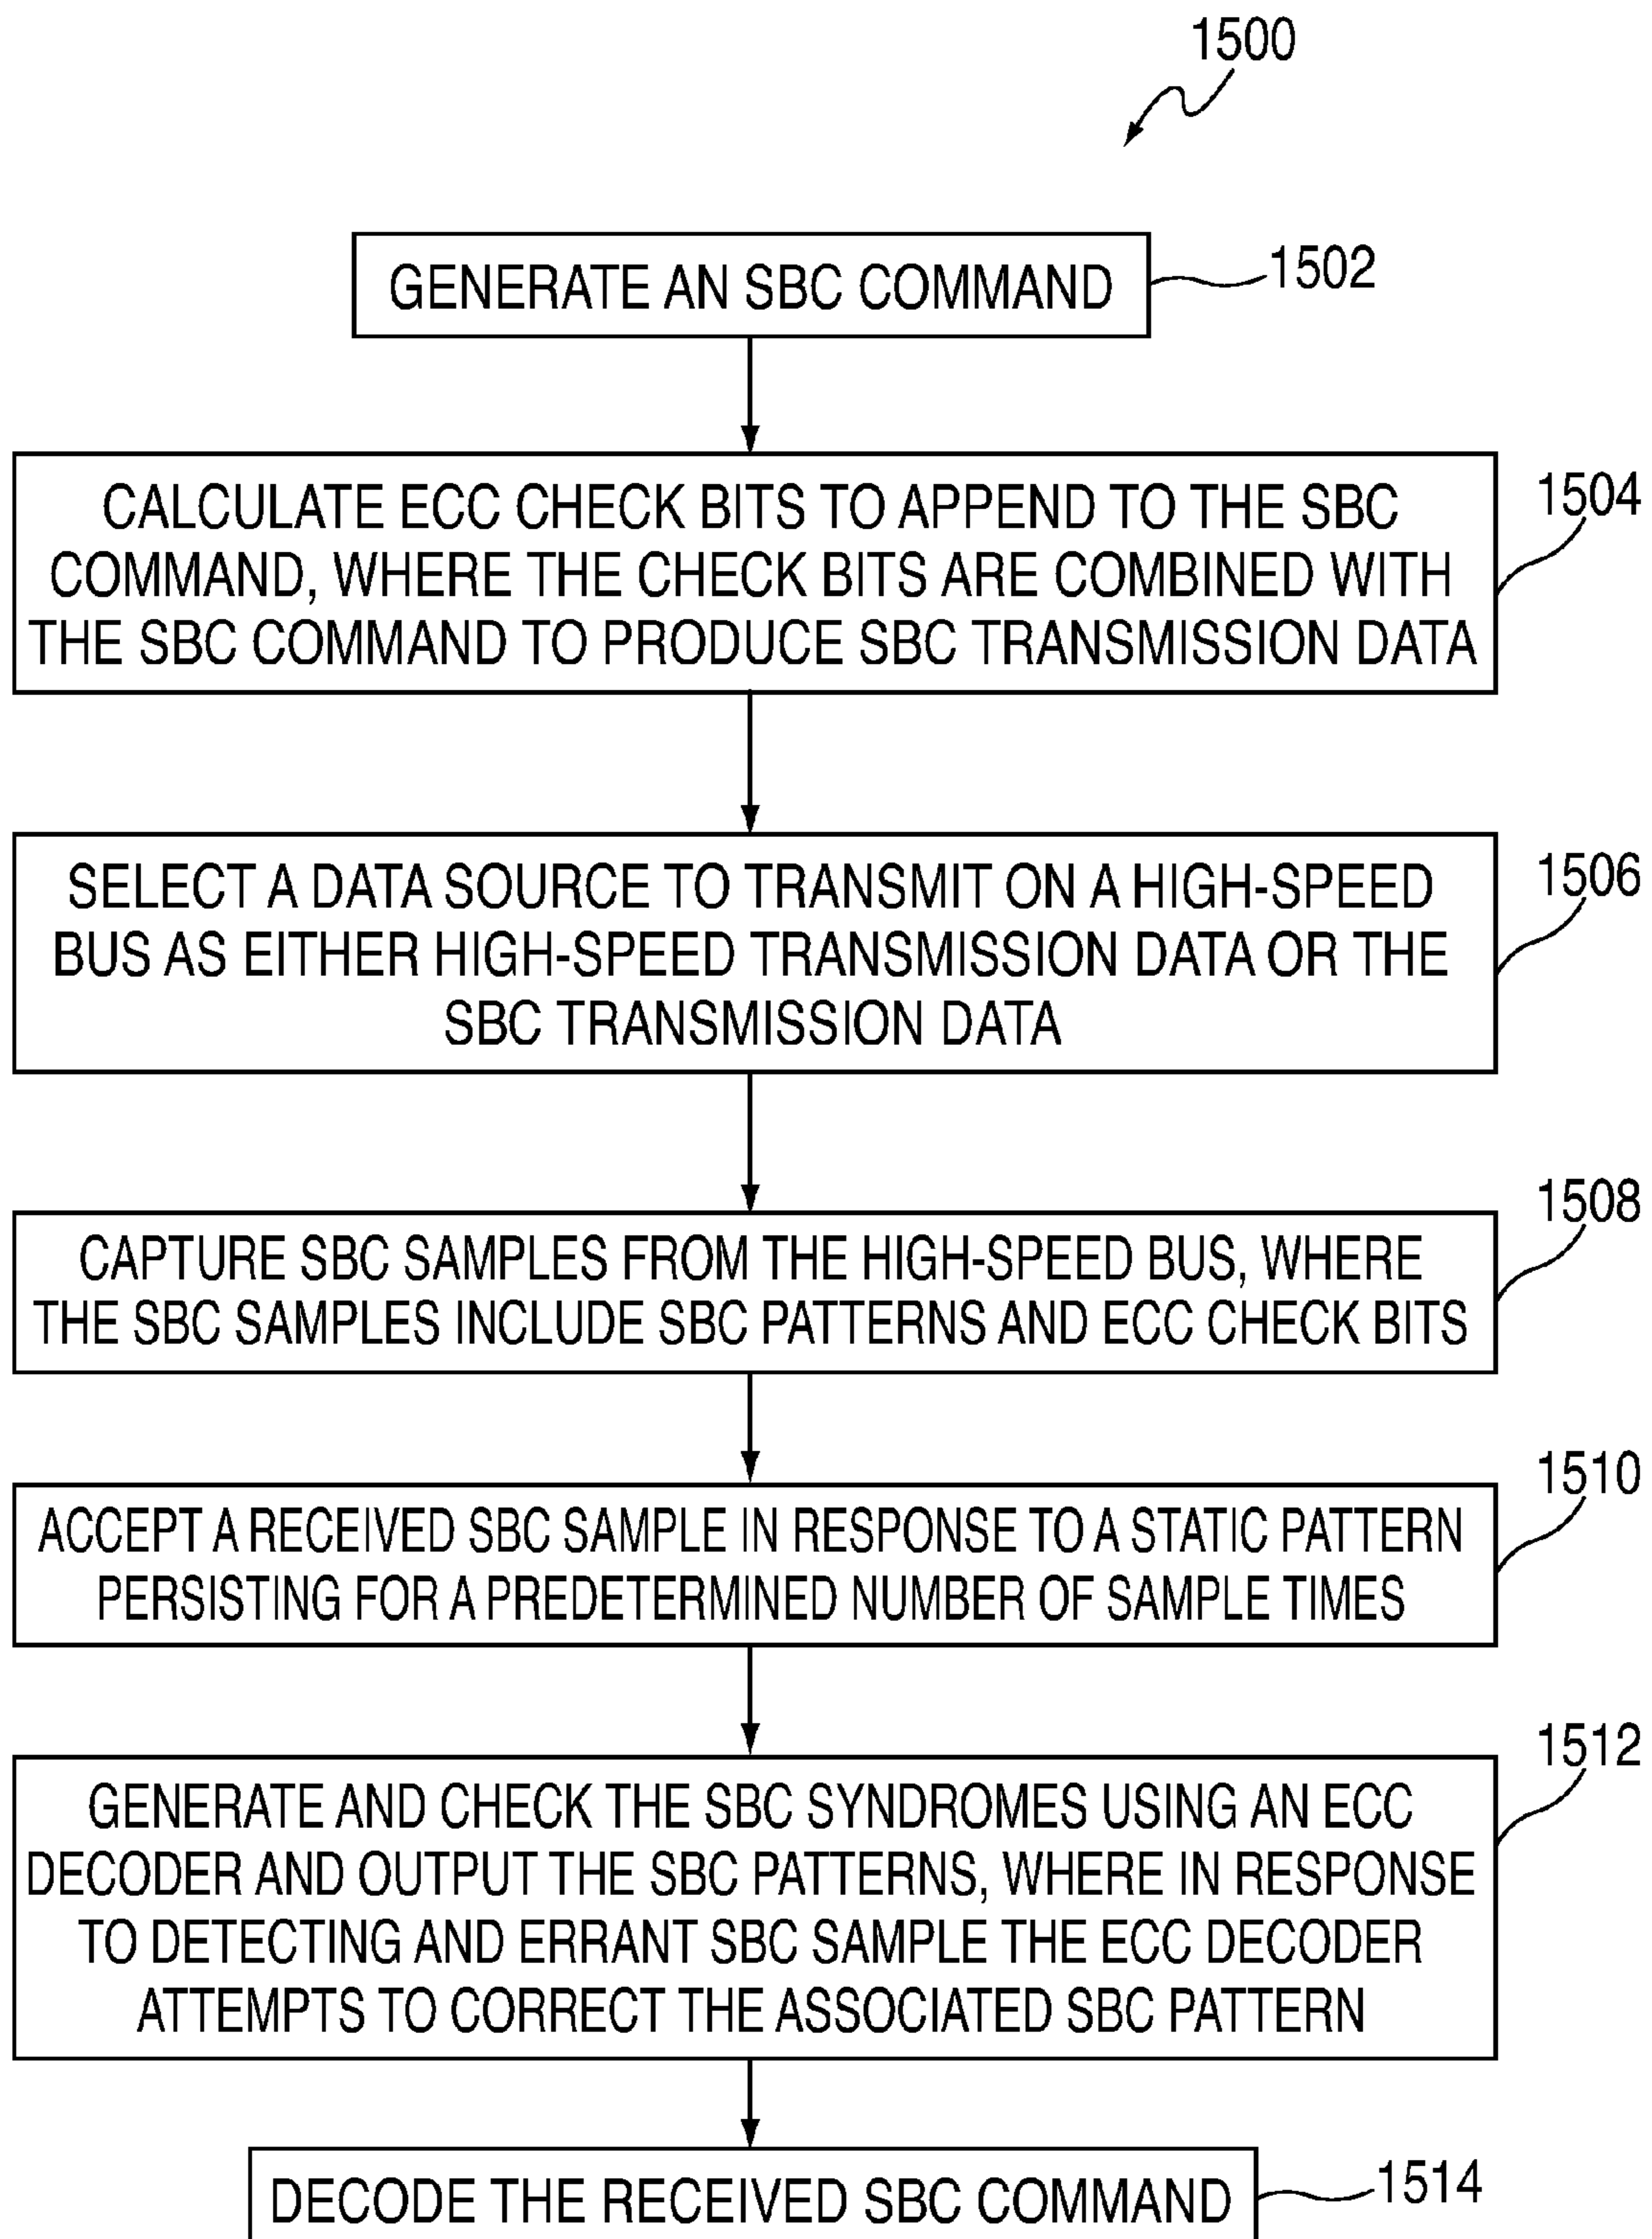 1500
GENERATE AN SBC COMMAND
1502
CALCULATE ECC CHECK BITS TO APPEND TO THE SBC
COMMAND, WHERE THE CHECK BITS ARE COMBINED WITH
THE SBC COMMAND TO PRODUCE SBC TRANSMISSION DATA
1504
SELECT A DATA SOURCE TO TRANSMIT ON A HIGH-SPEED
BUS AS EITHER HIGH-SPEED TRANSMISSION DATA OR THE
SBC TRANSMISSION DATA
1506
CAPTURE SBC SAMPLES FROM THE HIGH-SPEED BUS, WHERE
THE SBC SAMPLES INCLUDE SBC PATTERNS AND ECC CHECK BITS
1508
ACCEPT A RECEIVED SBC SAMPLE IN RESPONSE TO A STATIC PATTERN
PERSISTING FOR A PREDETERMINED NUMBER OF SAMPLE TIMES
1510
GENERATE AND CHECK THE SBC SYNDROMES USING AN ECC
DECODER AND OUTPUT THE SBC PATTERNS, WHERE IN RESPONSE
TO DETECTING AND ERRANT SBC SAMPLE THE ECC DECODER
ATTEMPTS TO CORRECT THE ASSOCIATED SBC PATTERN
1512
DECODE THE RECEIVED SBC COMMAND
1514